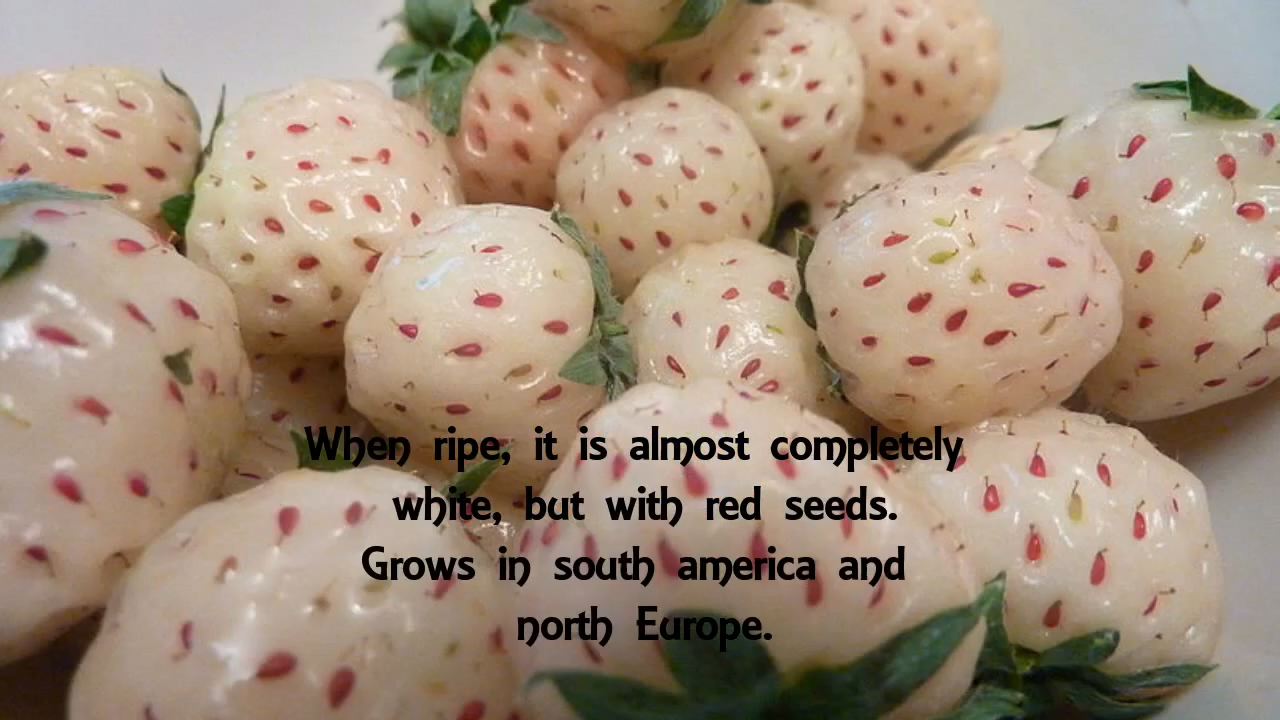 When ripe, it is almost completely
white, but with red seeds.
Grows in south america and
north Europe.